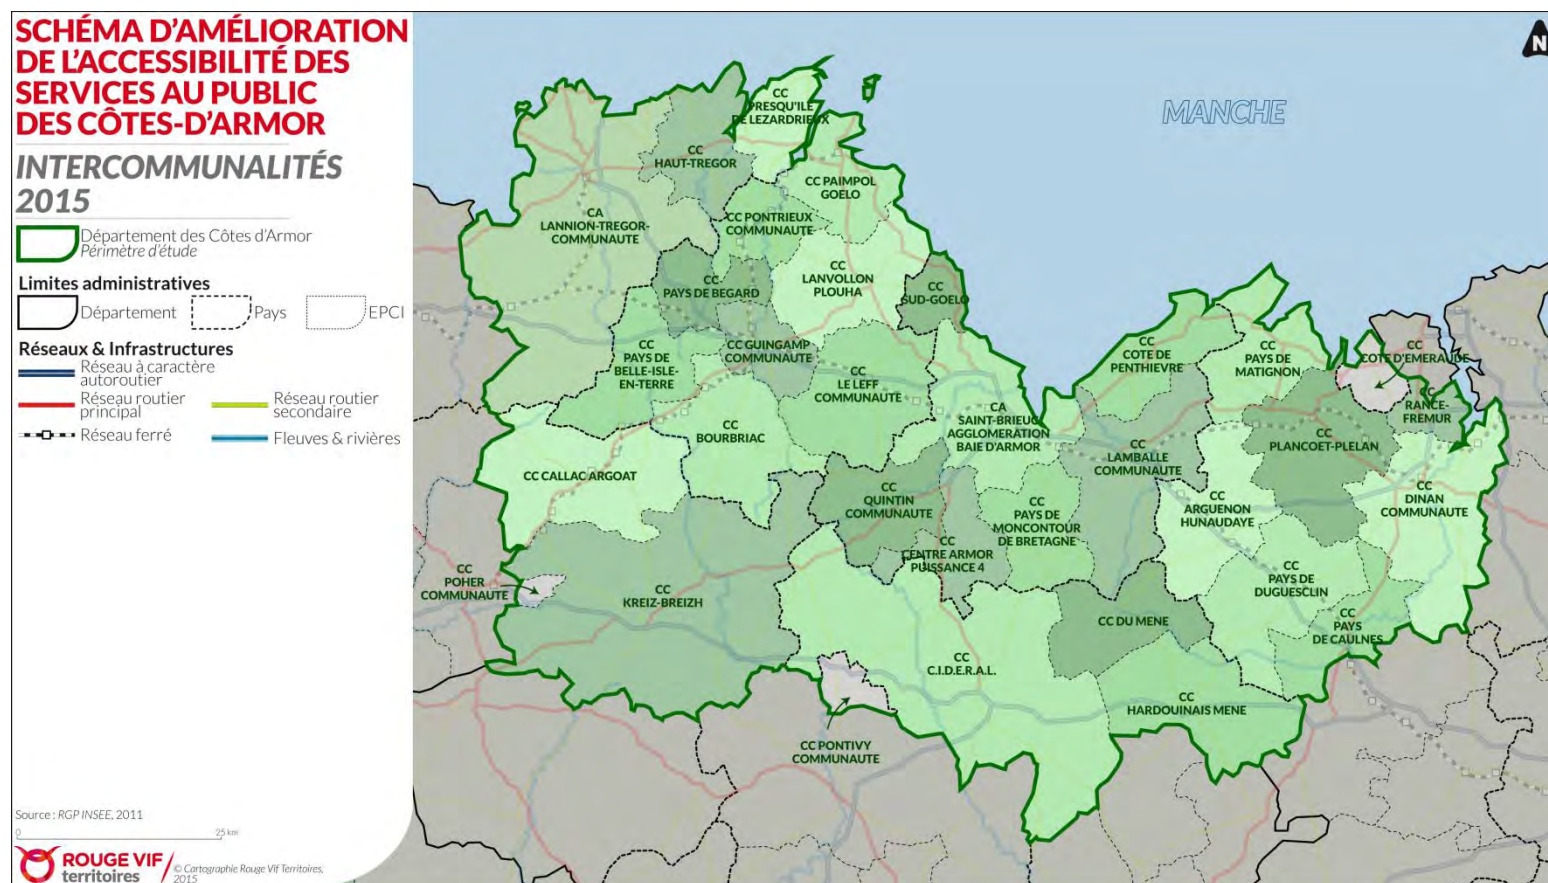 SCHÉMA D'AMÉLIORATION
DE L'ACCESSIBILITÉ DES
SERVICES AU PUBLIC
DES CÔTES-D'ARMOR
INTERCOMMUNALITÉS
2015
Département des Côtes d'Armor
Périmètre d'étude
Limites administratives
Département
Pays
EPCI
Réseaux & Infrastructures
Réseau à caractère
autoroutier
Réseau routier
principal
Réseau routier
secondaire
Réseau ferré
Fleuves & rivières
Source : RGP INSEE, 2011
0
25 km
ROUGE VIF
territoires
© Cartographie Rouge Vif Territoires,
2015
N
MANCHE
CC
PRESQU'ILE
DE LEZARDRIEUX
CC
HAUT-TREGOR
CC PAIMPOL
GOELO
CA
LANNION-TREGOR-
COMMUNAUTE
CC PONTRIEUX
COMMUNAUTE
CC
LANVOLLON
PLOUHA
CC
PAYS DE BEGARD
CC
SUD-GOELO
CC
PAYS DE
BELLE-ISLE-
EN-TERRE
CC GUINGAMP
COMMUNAUTE
CC
LE LEFF
COMMUNAUTE
CC
COTE DE
PENTHIEVRE
CC
PAYS DE
MATIGNON
CC
COTE D'EMERAUDE
CC
RANCE-
FREMUR
CC
BOURBRIAC
CA
SAINT-BRIEUC
AGGLOMERATION
BAIE D'ARMOR
CC
LAMBALLE
COMMUNAUTE
CC
PLANCOET-PLELAN
CC CALLAC ARGOAT
CC
QUINTIN
COMMUNAUTE
CC
PAYS DE
MONCONTOUR
DE BRETAGNE
CC
ARGUENON
HUNAUDAYE
CC
DINAN
COMMUNAUTE
CC
CENTRE ARMOR
PUISSANCE 4
CC
POHER
COMMUNAUTE
CC
KREIZ-BREIZH
CC
PAYS DE
DUGUESCLIN
CC
PAYS
DE CAULNES
CC DU MENE
CC
C.I.D.E.R.A.L.
CC
HARDOUINAIS MENE
CC PONTIVY
COMMUNAUTE